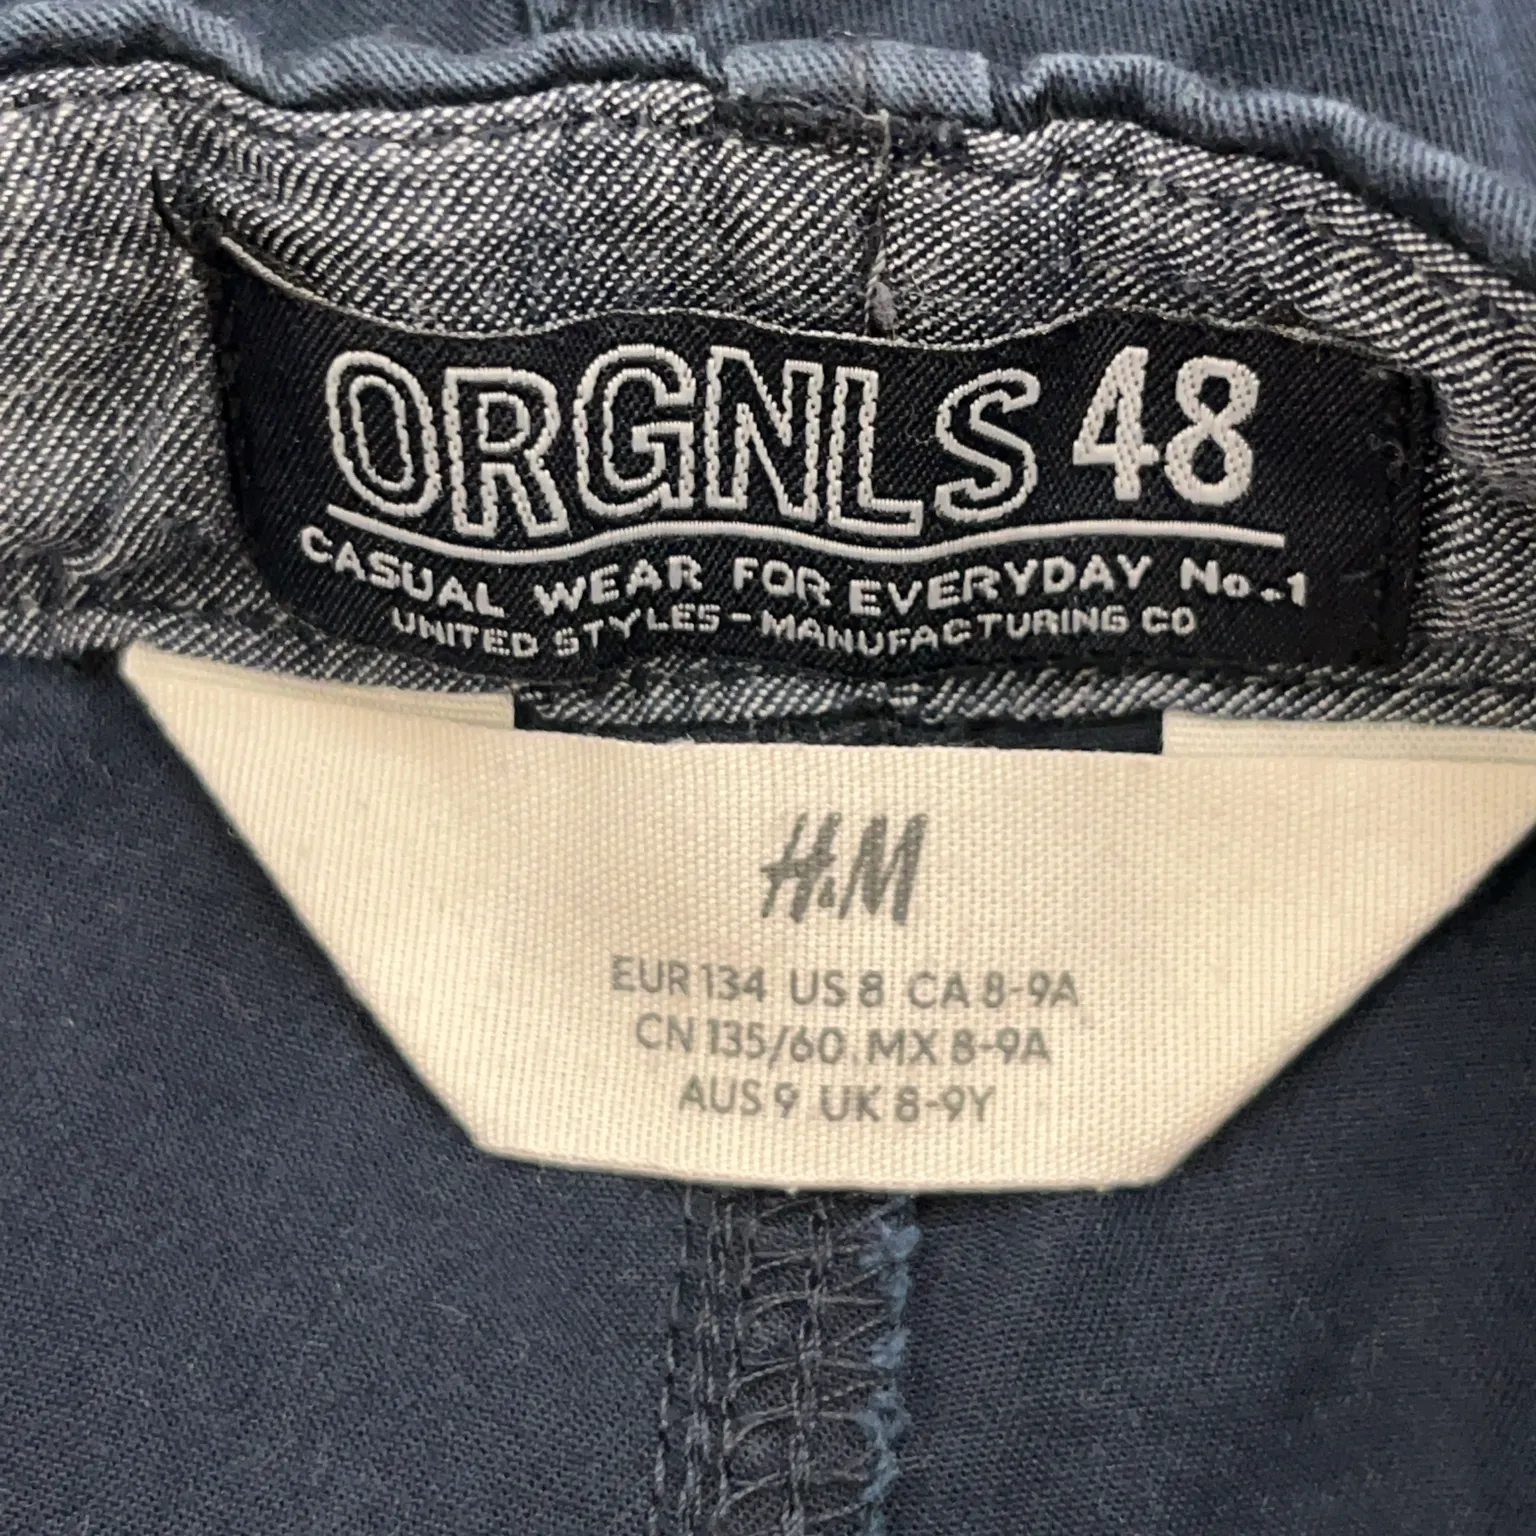 ORGNLS 48
CASUAL WEAR FOR EVERYDAY No.1
UNITED STYLES - MANUFACTURING CO
H&M
EUR 134 US 8 CA 8-9A
CN 135/60 MX 8-9A
AUS 9 UK 8-9Y